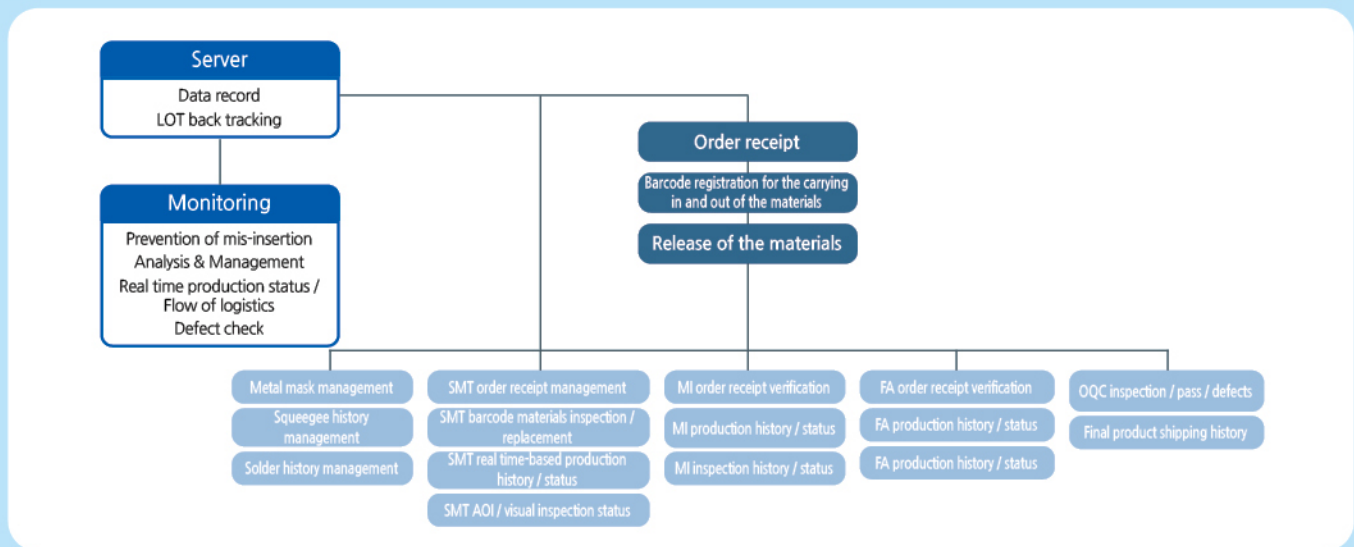 Server
Data record
LOT back tracking
Monitoring
Prevention of mis-insertion
Analysis & Management
Real time production status /
Flow of logistics
Defect check
Order receipt
Barcode registration for the carrying
in and out of the materials
Release of the materials
Metal mask management
Squeegee history
management
Solder history management
SMT order receipt management
SMT barcode materials inspection /
replacement
SMT real time-based production
history / status
SMT AOI / visual inspection status
MI order receipt verification
MI production history / status
MI inspection history / status
FA order receipt verification
FA production history / status
FA production history / status
OQC inspection / pass / defects
Final product shipping history